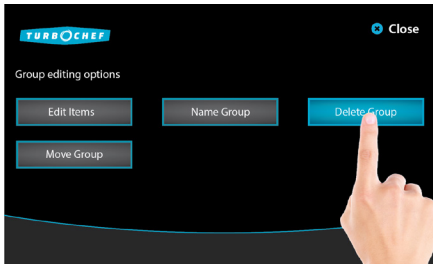 TURBOCHEF
Close
Group editing options
Edit Items
Name Group
Delete Group
Move Group